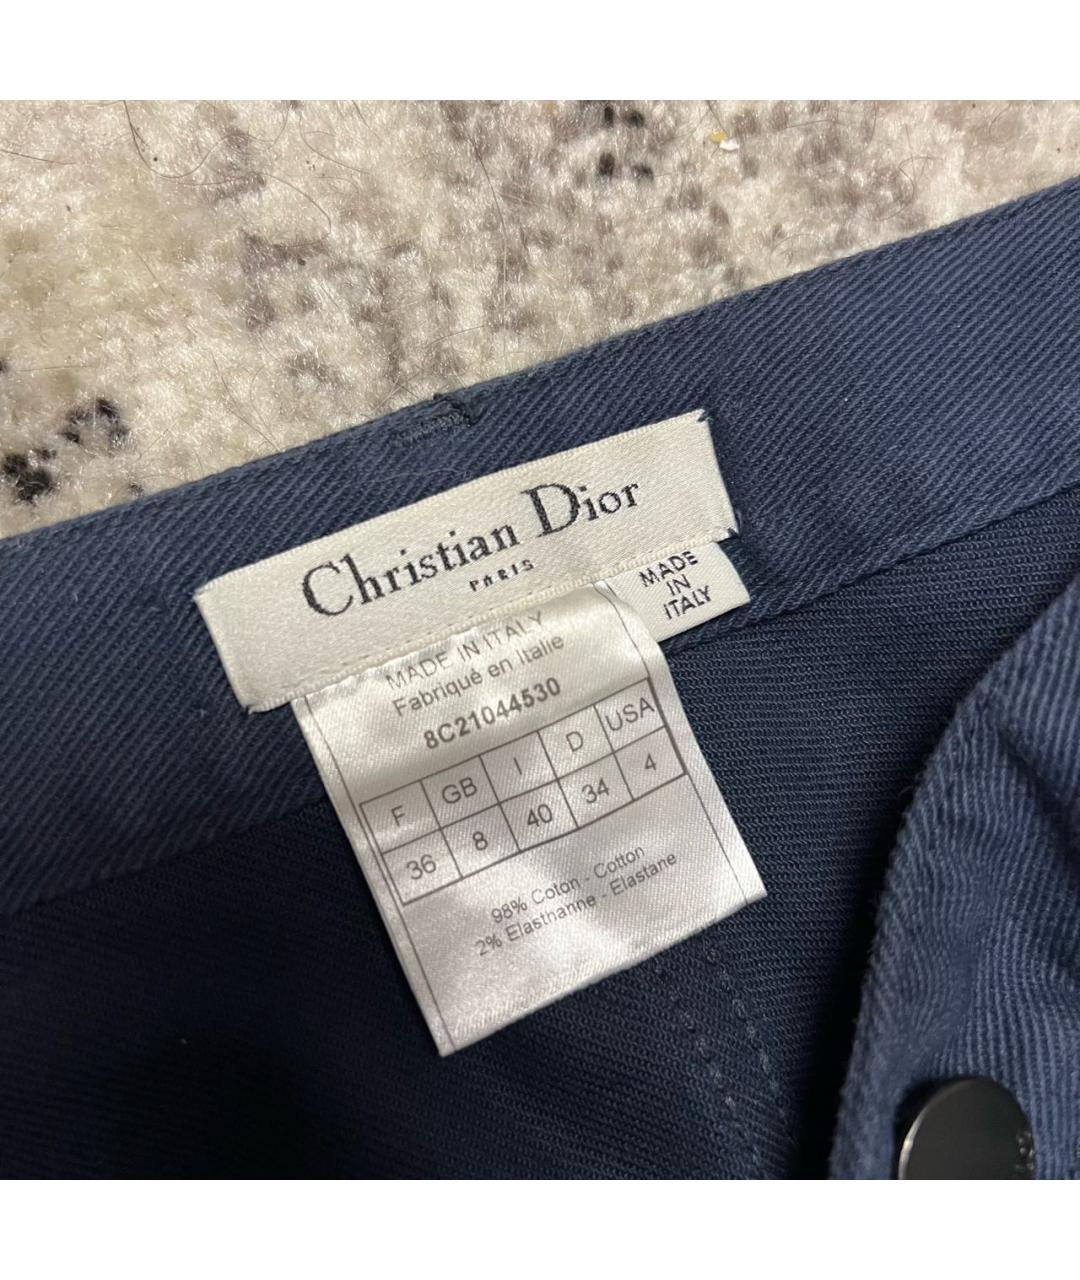 Christian Dior
PARIS
MADE
IN
ITALY
MADE IN ITALY
Fabriqué en Italie
8C21044530
F GB I D USA
36 8 40 34 4
98% Coton - Cotton
2% Elasthanne - Elastane